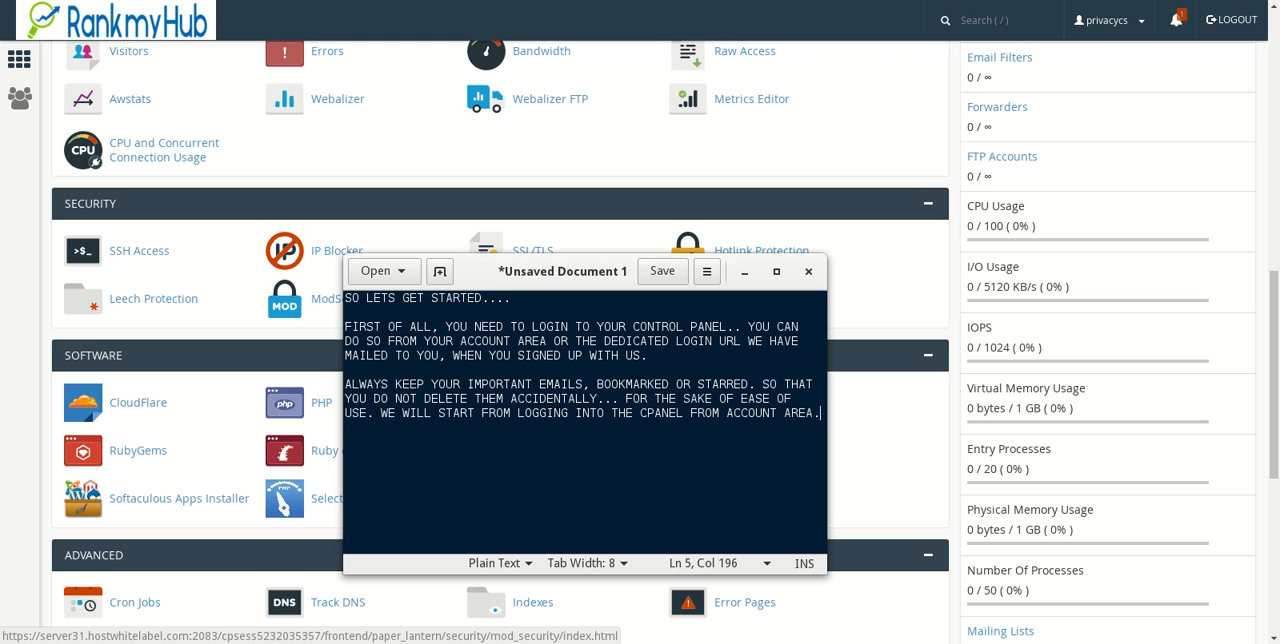 RankmyHub
Search ( / )
privacycs
1
LOGOUT
Visitors
Errors
Bandwidth
Raw Access
Awstats
Webalizer
Webalizer FTP
Metrics Editor
CPU
CPU and Concurrent
Connection Usage
SECURITY
>$_
SSH Access
IP
IP Blocker
SSL/TLS
Hotlink Protection
Leech Protection
MOD
ModS
SOFTWARE
CloudFlare
php
PHP
RubyGems
Ruby
Softaculous Apps Installer
PHP
Select
ADVANCED
Cron Jobs
DNS
Track DNS
Indexes
Error Pages
Open
*Unsaved Document 1
Save
SO LETS GET STARTED....
FIRST OF ALL, YOU NEED TO LOGIN TO YOUR CONTROL PANEL.. YOU CAN
DO SO FROM YOUR ACCOUNT AREA OR THE DEDICATED LOGIN URL WE HAVE
MAILED TO YOU, WHEN YOU SIGNED UP WITH US.
ALWAYS KEEP YOUR IMPORTANT EMAILS, BOOKMARKED OR STARRED. SO THAT
YOU DO NOT DELETE THEM ACCIDENTALLY... FOR THE SAKE OF EASE OF
USE. WE WILL START FROM LOGGING INTO THE CPANEL FROM ACCOUNT AREA.
Plain Text
Tab Width: 8
Ln 5, Col 196
INS
Email Filters
0 / ∞
Forwarders
0 / ∞
FTP Accounts
0 / ∞
CPU Usage
0 / 100 ( 0% )
I/O Usage
0 / 5120 KB/s ( 0% )
IOPS
0 / 1024 ( 0% )
Virtual Memory Usage
0 bytes / 1 GB ( 0% )
Entry Processes
0 / 20 ( 0% )
Physical Memory Usage
0 bytes / 1 GB ( 0% )
Number Of Processes
0 / 50 ( 0% )
Mailing Lists
https://server31.hostwhitelabel.com:2083/cpsess5232035357/frontend/paper_lantern/security/mod_security/index.html